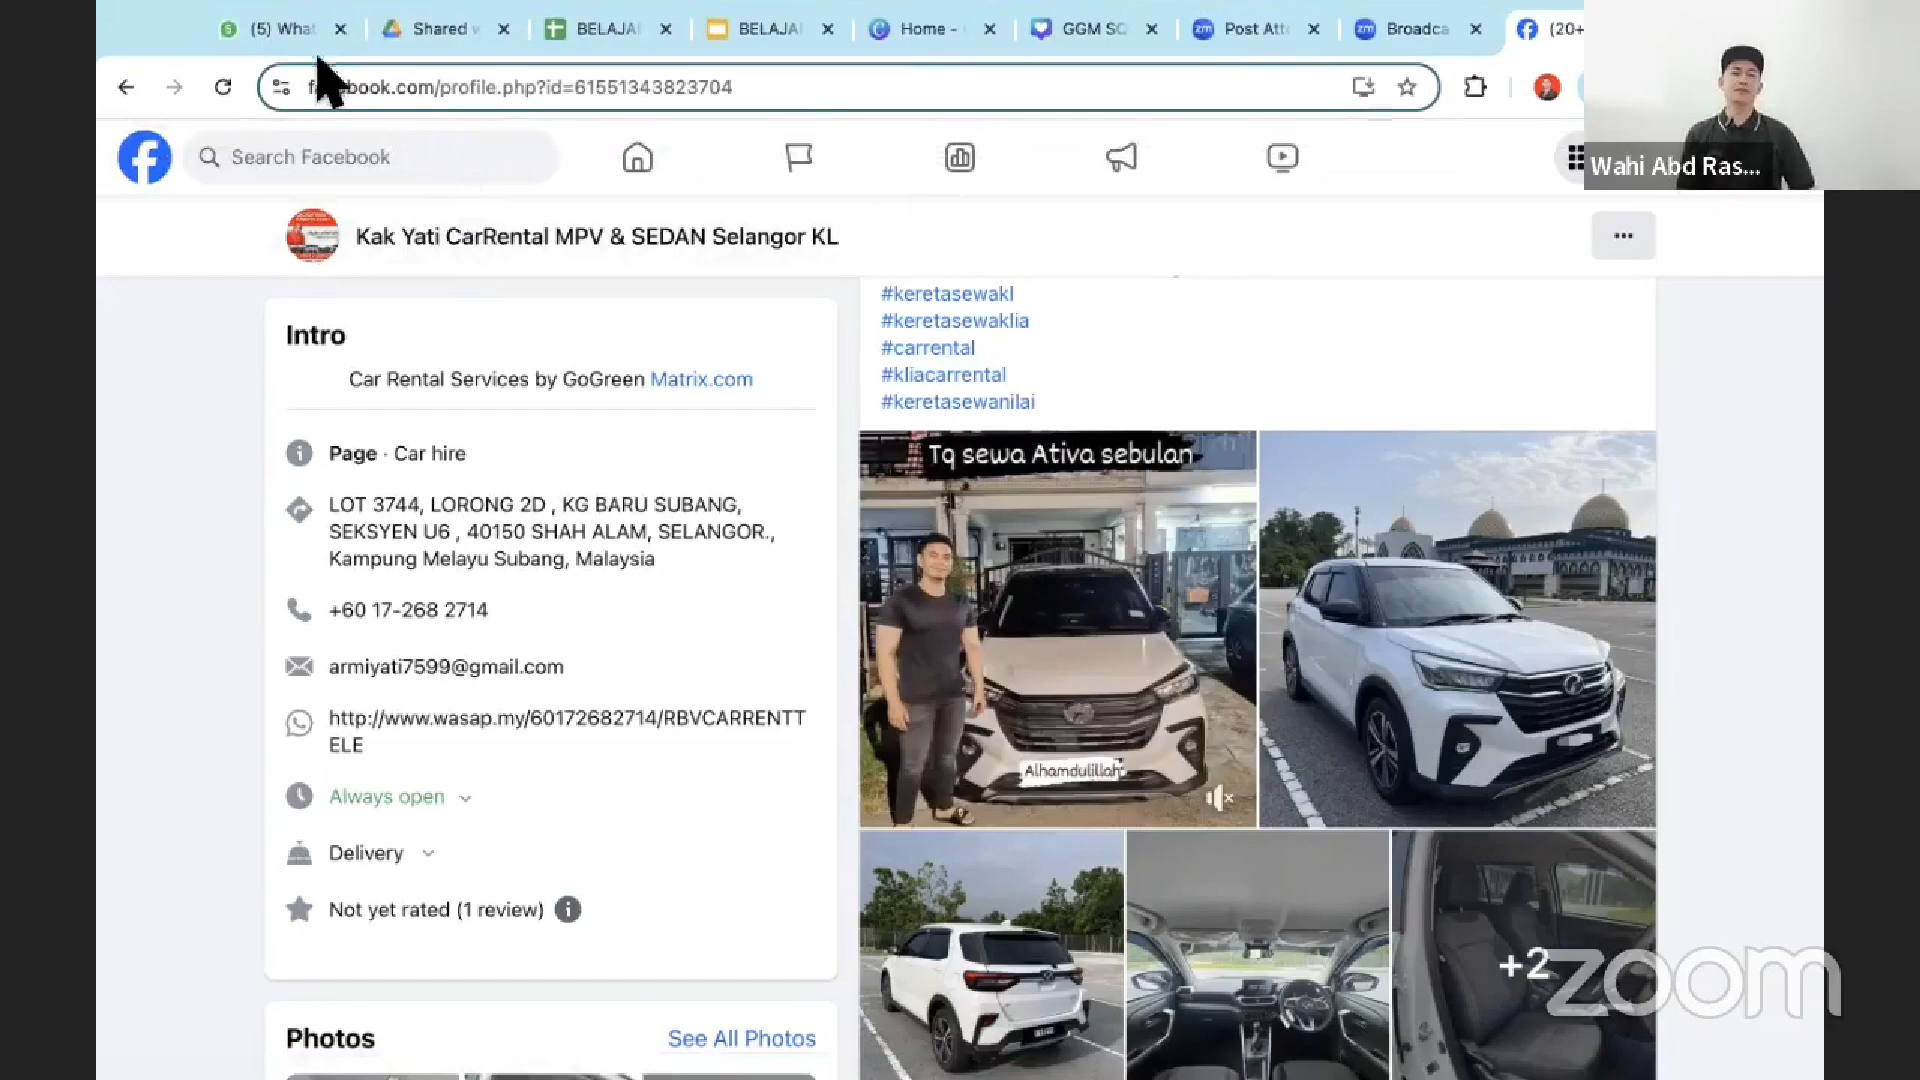 (5) What
Shared w
BELAJA
BELAJA
Home -
GGM SC
Post Att
Broadca
(20+
facebook.com/profile.php?id=61551343823704
Search Facebook
Wahi Abd Ras...
Kak Yati CarRental MPV & SEDAN Selangor KL
Intro
Car Rental Services by GoGreen Matrix.com
Page · Car hire
LOT 3744, LORONG 2D , KG BARU SUBANG,
SEKSYEN U6 , 40150 SHAH ALAM, SELANGOR.,
Kampung Melayu Subang, Malaysia
+60 17-268 2714
armiyati7599@gmail.com
http://www.wasap.my/60172682714/RBVCARRENTT
ELE
Always open
Delivery
Not yet rated (1 review)
Photos
See All Photos
#keretasewakl
#keretasewaklia
#carrental
#kliacarrental
#keretasewanilai
Tq sewa Ativa sebulan
Alhamdulillah
+2
zoom